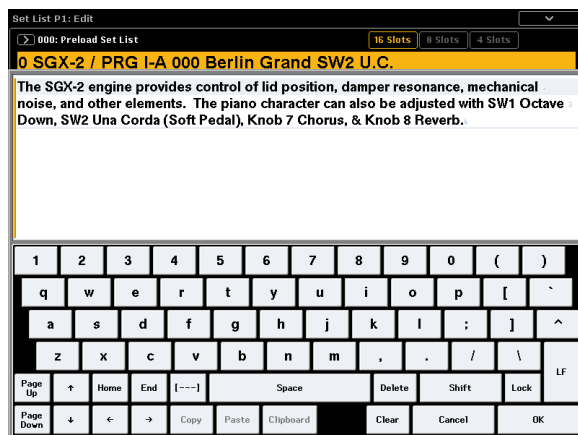 Set List P1: Edit
000: Preload Set List
16 Slots 8 Slots 4 Slots
0 SGX-2 / PRG I-A 000 Berlin Grand SW2 U.C.
The SGX-2 engine provides control of lid position, damper resonance, mechanical
noise, and other elements. The piano character can also be adjusted with SW1 Octave
Down, SW2 Una Corda (Soft Pedal), Knob 7 Chorus, & Knob 8 Reverb.
1 2 3 4 5 6 7 8 9 0 ( )
q w e r t y u i o p [ `
a s d f g h j k l ; ] ^
z x c v b n m , . / \ LF
Page Up ↑ Home End [---] Space Delete Shift Lock
Page Down ↓ ← → Copy Paste Clipboard Clear Cancel OK